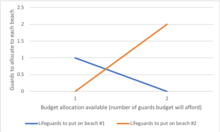 2.5
2
1.5
1
0.5
0
Guards to allocate to each beach
1
2
Budget allocation available (number of guards budget will afford)
Lifeguards to put on beach #1
Lifeguards to put on beach #2